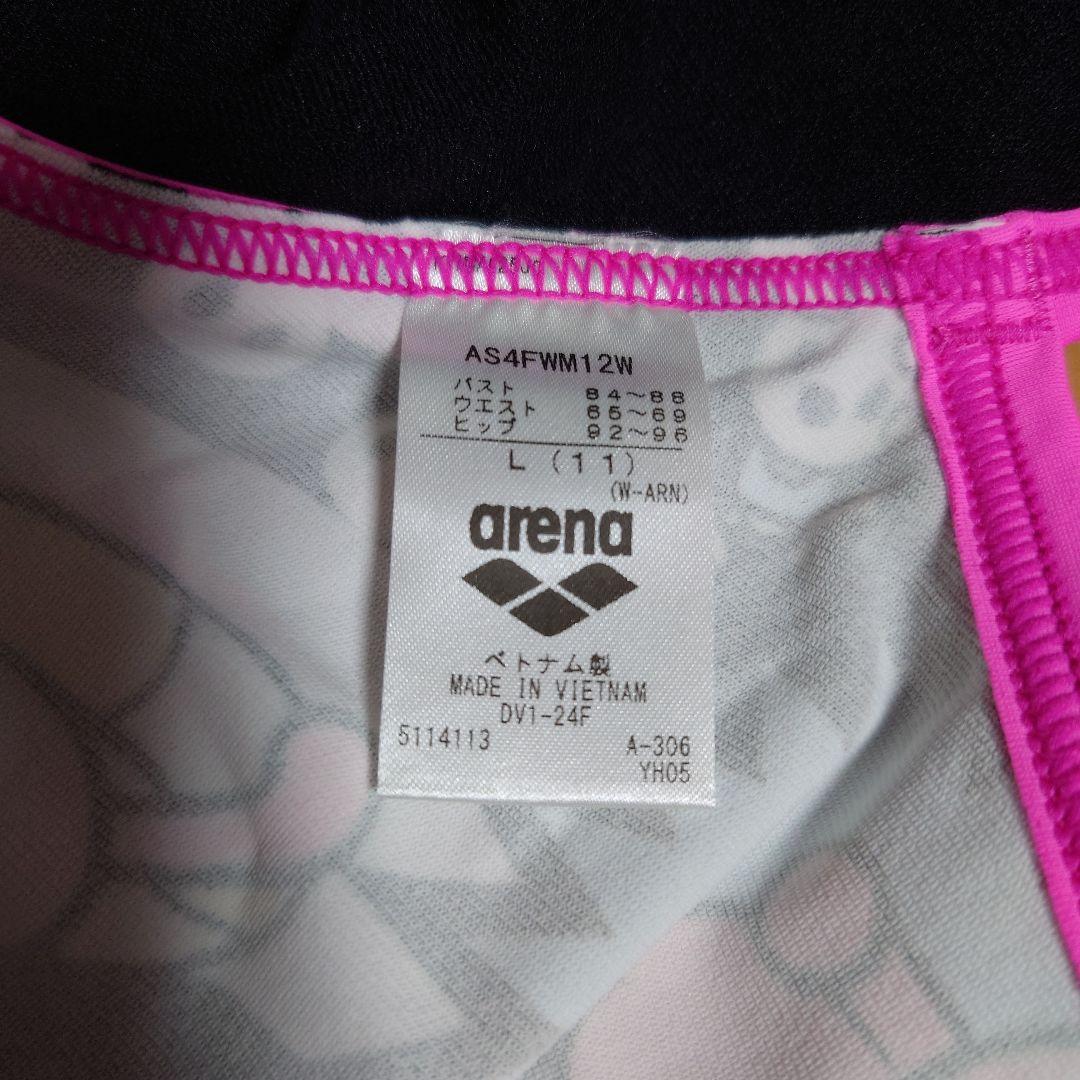 AS4FWM12W
バスト 84～88
ウエスト 65～69
ヒップ 92～96
L (11)
(W-ARN)
arena
ベトナム製
MADE IN VIETNAM
DV1-24F
5114113 A-306
YH05